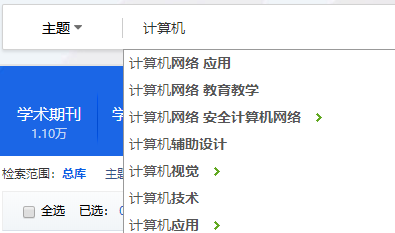 主题 计算机
计算机网络 应用
计算机网络 教育教学
计算机网络 安全计算机网络
计算机辅助设计
计算机视觉
计算机技术
计算机应用
学术期刊
1.10万
检索范围：总库 主题
全选 已选：